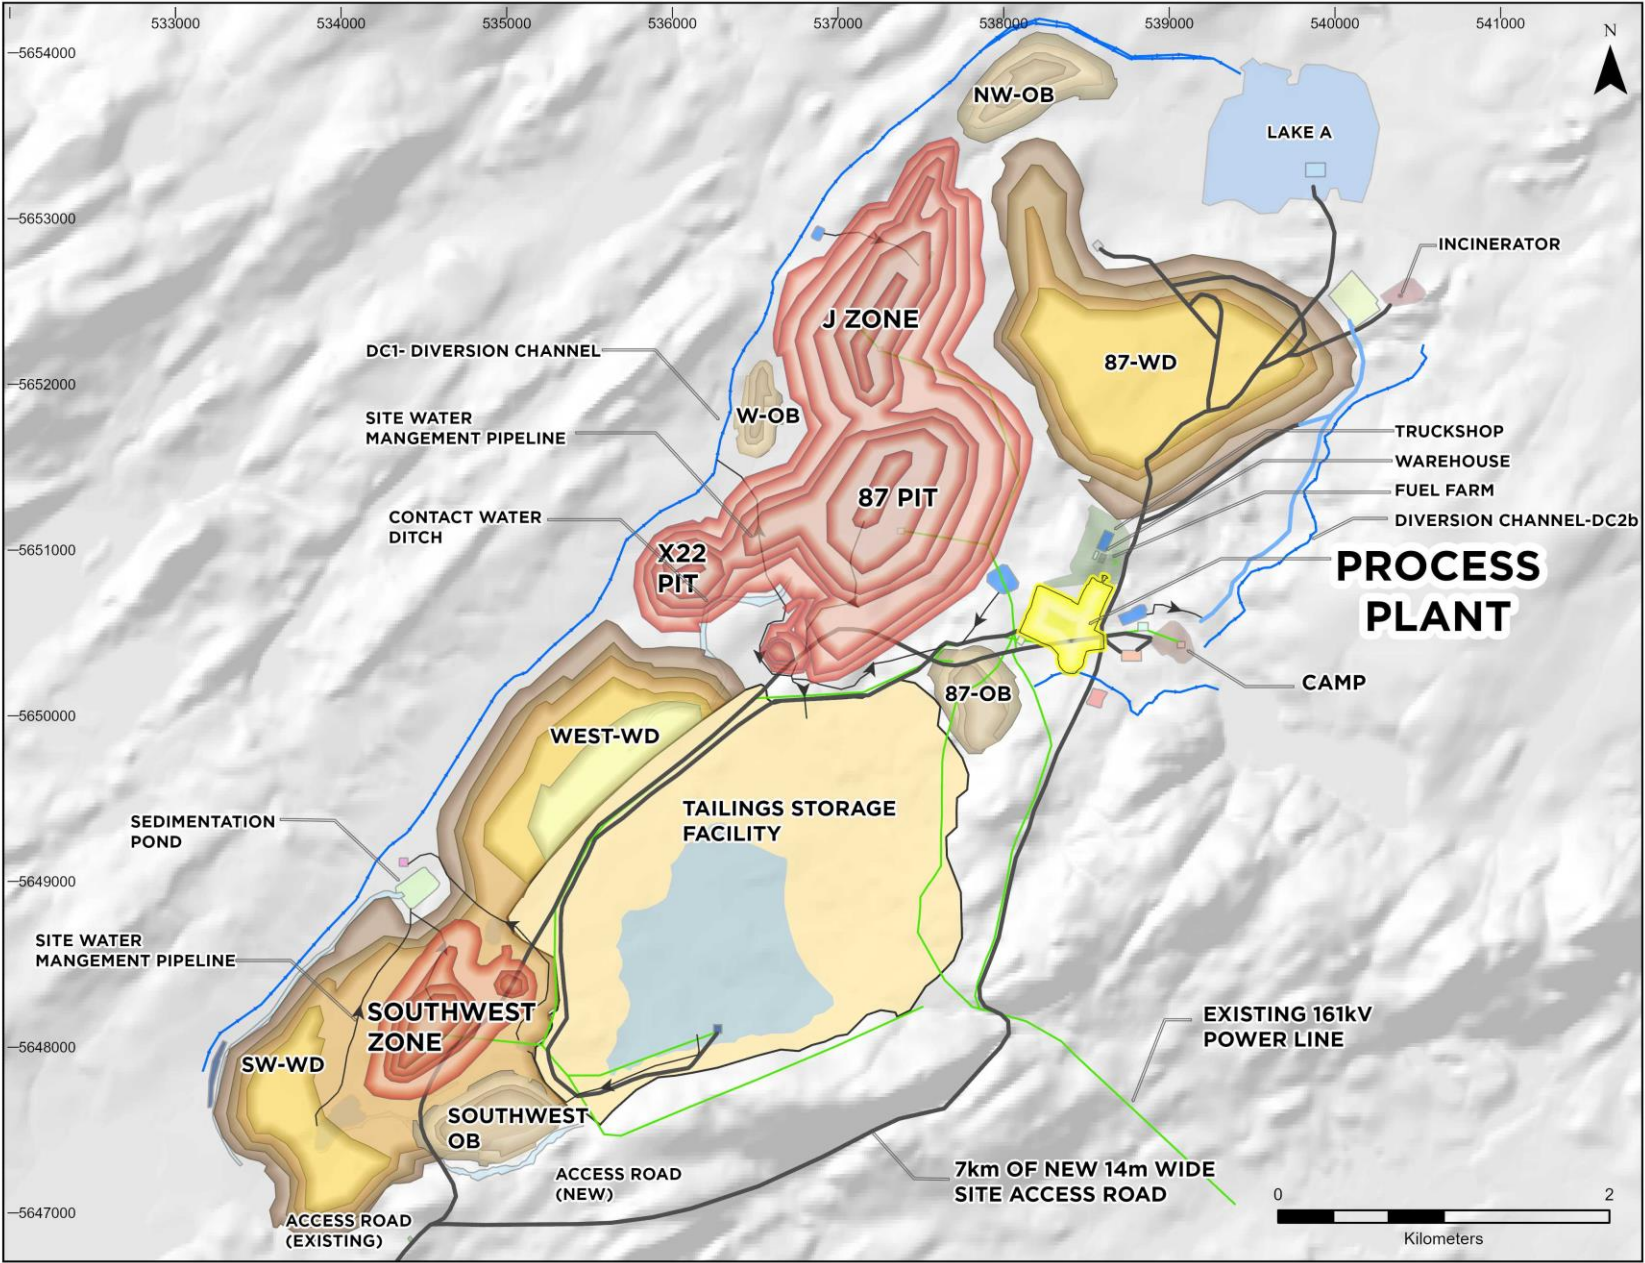 533000
534000
535000
536000
537000
538000
539000
540000
541000
N
5654000
NW-OB
LAKE A
5653000
INCINERATOR
J ZONE
DC1- DIVERSION CHANNEL
87-WD
5652000
W-OB
SITE WATER
MANGEMENT PIPELINE
TRUCKSHOP
WAREHOUSE
FUEL FARM
DIVERSION CHANNEL-DC2b
87 PIT
CONTACT WATER
DITCH
5651000
X22
PIT
PROCESS
PLANT
CAMP
87-OB
5650000
WEST-WD
TAILINGS STORAGE
FACILITY
SEDIMENTATION
POND
5649000
SITE WATER
MANGEMENT PIPELINE
SOUTHWEST
ZONE
EXISTING 161kV
POWER LINE
5648000
SW-WD
SOUTHWEST
OB
ACCESS ROAD
(NEW)
7km OF NEW 14m WIDE
SITE ACCESS ROAD
5647000
ACCESS ROAD
(EXISTING)
0
2
Kilometers